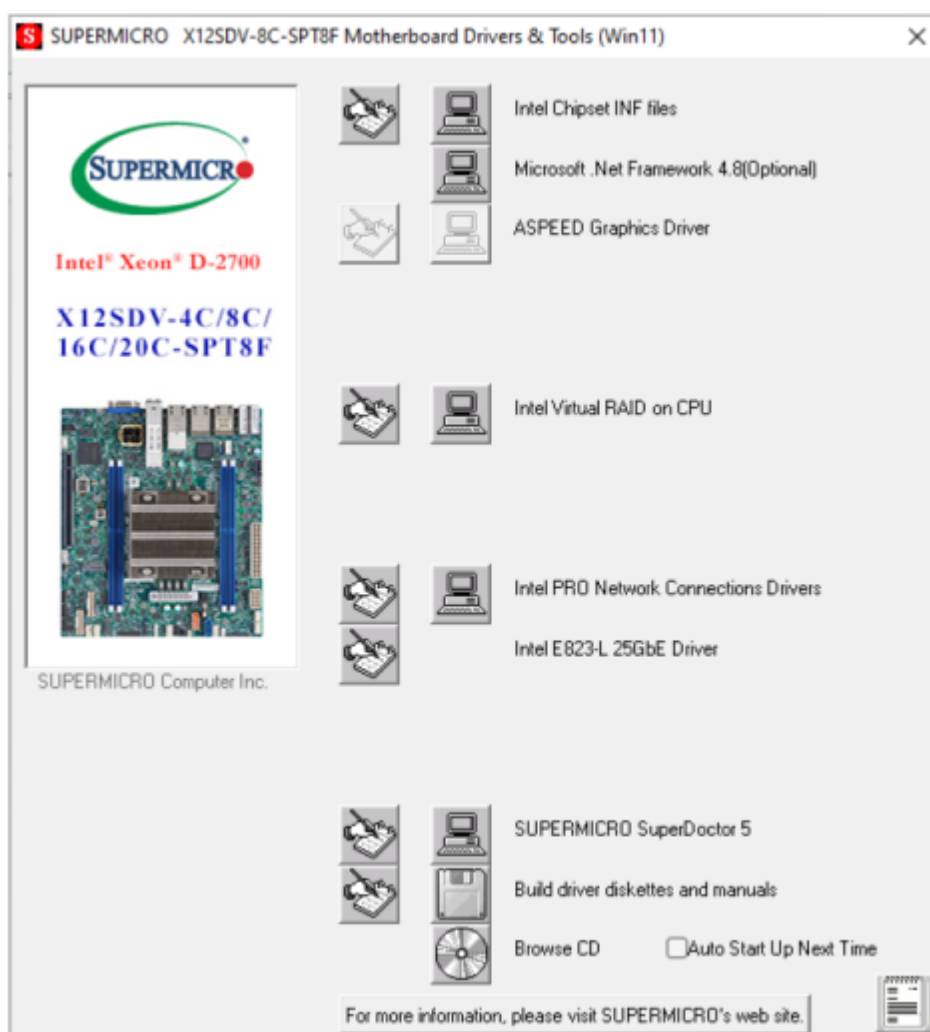 S SUPERMICRO X12SDV-8C-SPT8F Motherboard Drivers & Tools (Win11)
SUPERMICR
Intel® Xeon® D-2700
X12SDV-4C/8C/
16C/20C-SPT8F
SUPERMICRO Computer Inc.
Intel Chipset INF files
Microsoft .Net Framework 4.8(Optional)
ASPEED Graphics Driver
Intel Virtual RAID on CPU
Intel PRO Network Connections Drivers
Intel E823-L 25GbE Driver
SUPERMICRO SuperDoctor 5
Build driver diskettes and manuals
Browse CD Auto Start Up Next Time
For more information, please visit SUPERMICRO's web site.